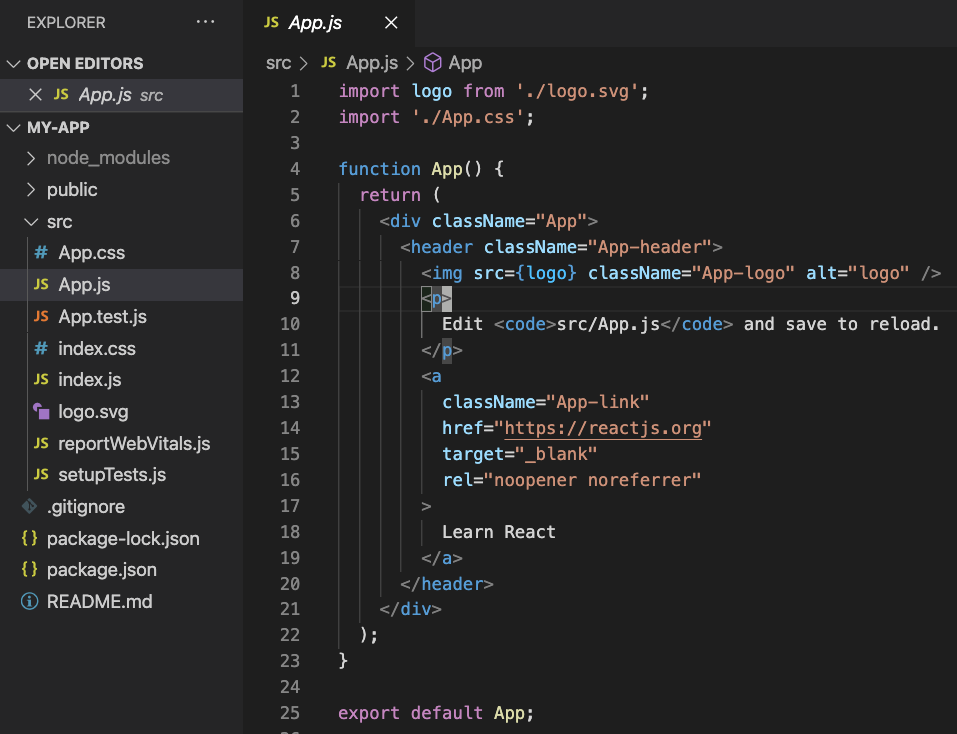 EXPLORER ...
OPEN EDITORS
JS App.js src
MY-APP
node_modules
public
src
# App.css
JS App.js
JS App.test.js
# index.css
JS index.js
logo.svg
JS reportWebVitals.js
JS setupTests.js
.gitignore
{} package-lock.json
{} package.json
README.md
JS App.js
src > JS App.js > App
1 import logo from './logo.svg';
2 import './App.css';
3
4 function App() {
5 return (
6 <div className="App">
7 <header className="App-header">
8 <img src={logo} className="App-logo" alt="logo" />
9 <p>
10 Edit <code>src/App.js</code> and save to reload.
11 </p>
12 <a
13 className="App-link"
14 href="https://reactjs.org"
15 target="_blank"
16 rel="noopener noreferrer"
17 >
18 Learn React
19 </a>
20 </header>
21 </div>
22 );
23 }
24
25 export default App;